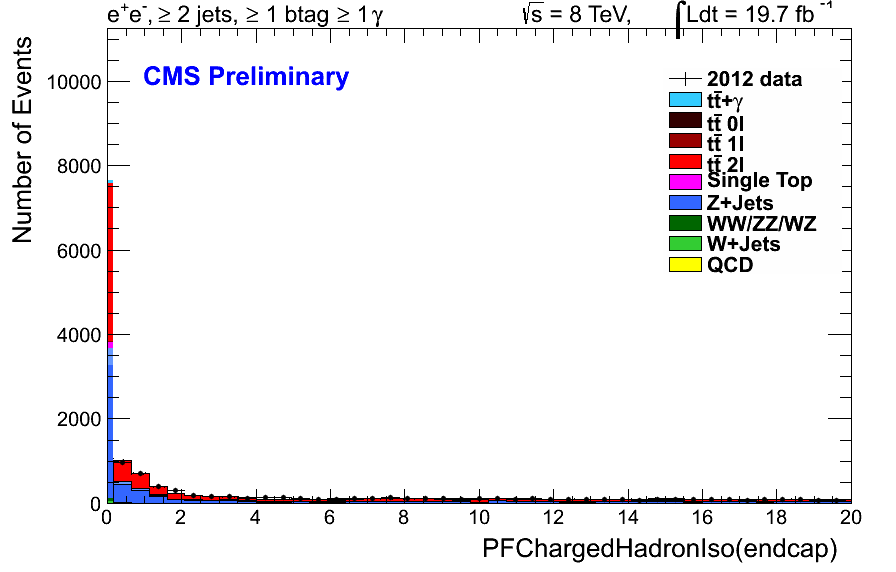 e⁺e⁻, ≥ 2 jets, ≥ 1 btag ≥ 1 γ √s = 8 TeV, ∫Ldt = 19.7 fb⁻¹
CMS Preliminary
Number of Events
10000
8000
6000
4000
2000
0
2012 data
tt̄+γ
tt̄ 0l
tt̄ 1l
tt̄ 2l
Single Top
Z+Jets
WW/ZZ/WZ
W+Jets
QCD
0 2 4 6 8 10 12 14 16 18 20
PFChargedHadronIso(endcap)